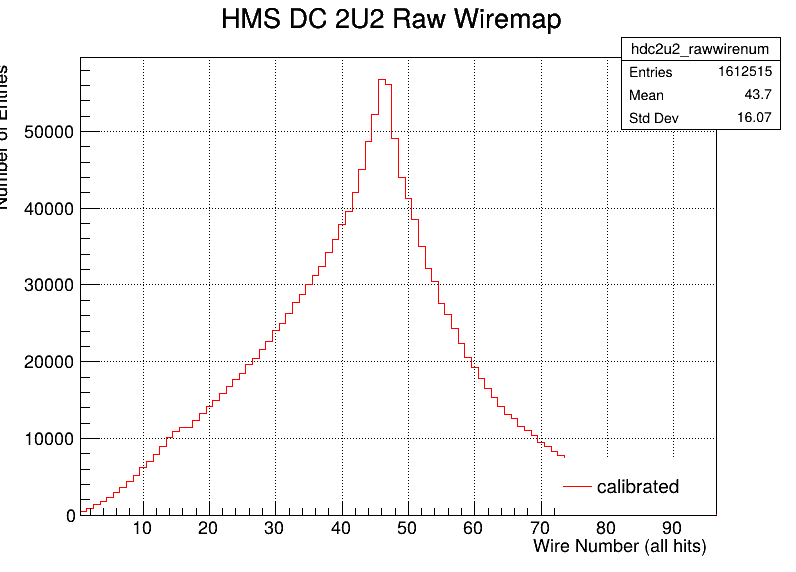 HMS DC 2U2 Raw Wiremap
hdc2u2_rawwirenum
Entries 1612515
Mean 43.7
Std Dev 16.07
Number of Entries
50000
40000
30000
20000
10000
0
calibrated
10 20 30 40 50 60 70 80 90
Wire Number (all hits)